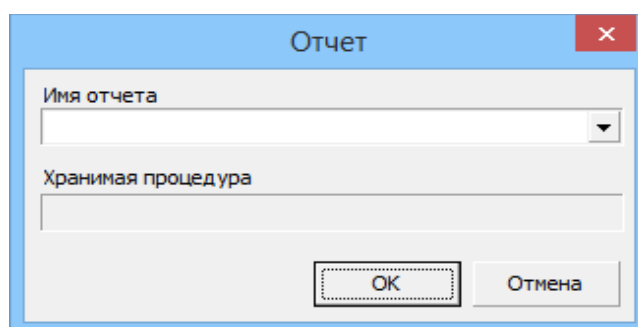 Отчет
Имя отчета
Хранимая процедура
OK
Отмена